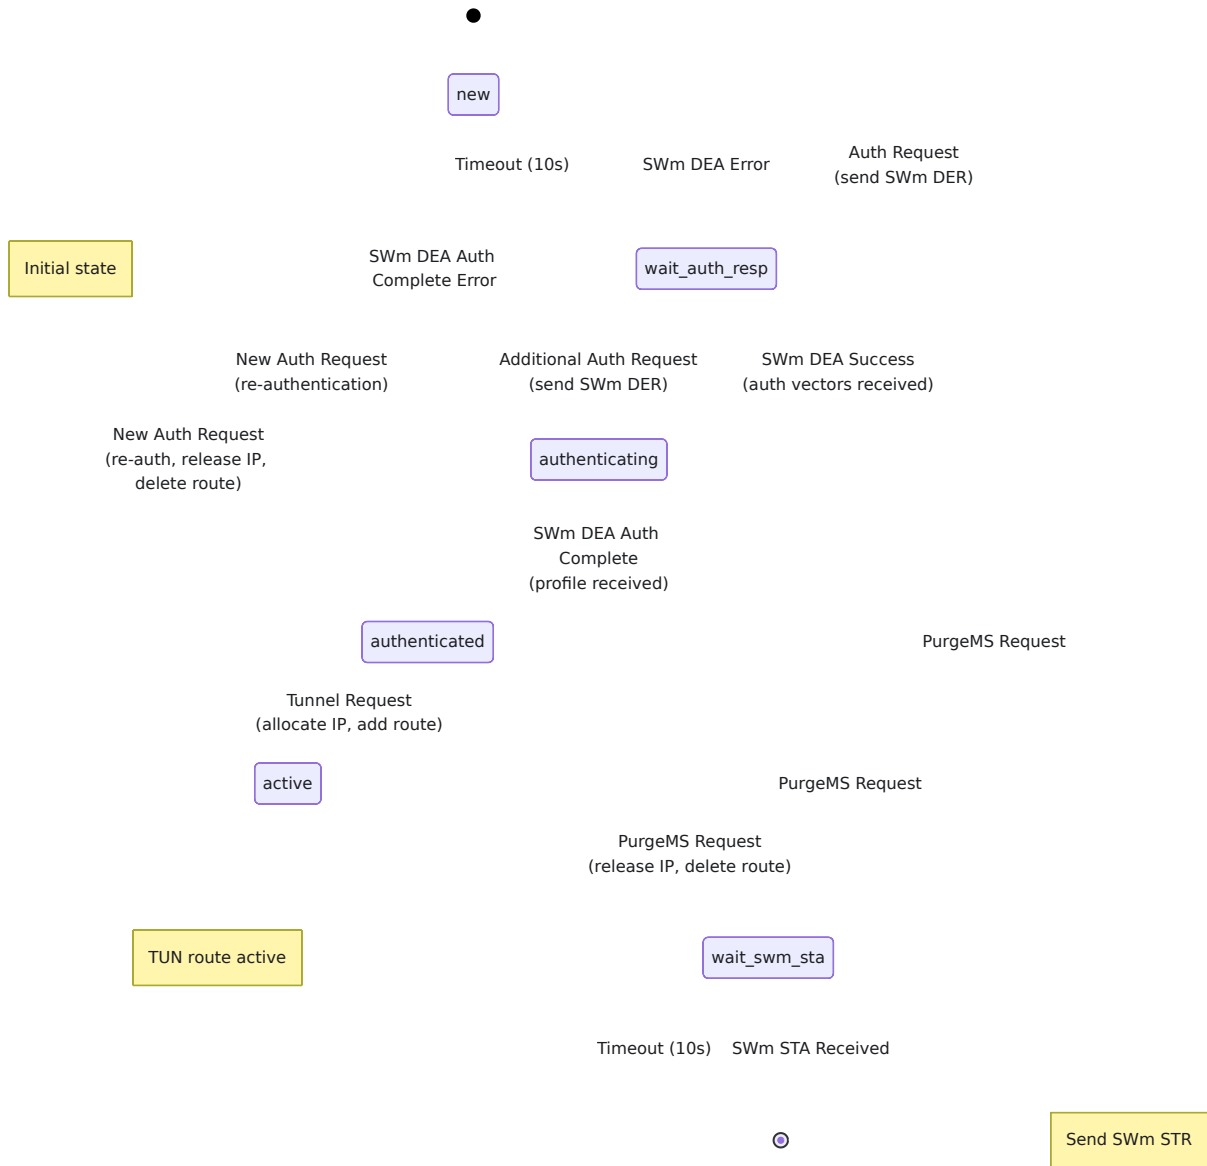 new
Timeout (10s)
SWm DEA Error
Auth Request
(send SWm DER)
Initial state
SWm DEA Auth
Complete Error
wait_auth_resp
New Auth Request
(re-authentication)
Additional Auth Request
(send SWm DER)
SWm DEA Success
(auth vectors received)
New Auth Request
(re-auth, release IP,
delete route)
authenticating
SWm DEA Auth
Complete
(profile received)
authenticated
PurgeMS Request
Tunnel Request
(allocate IP, add route)
active
PurgeMS Request
PurgeMS Request
(release IP, delete route)
TUN route active
wait_swm_sta
Timeout (10s)
SWm STA Received
Send SWm STR